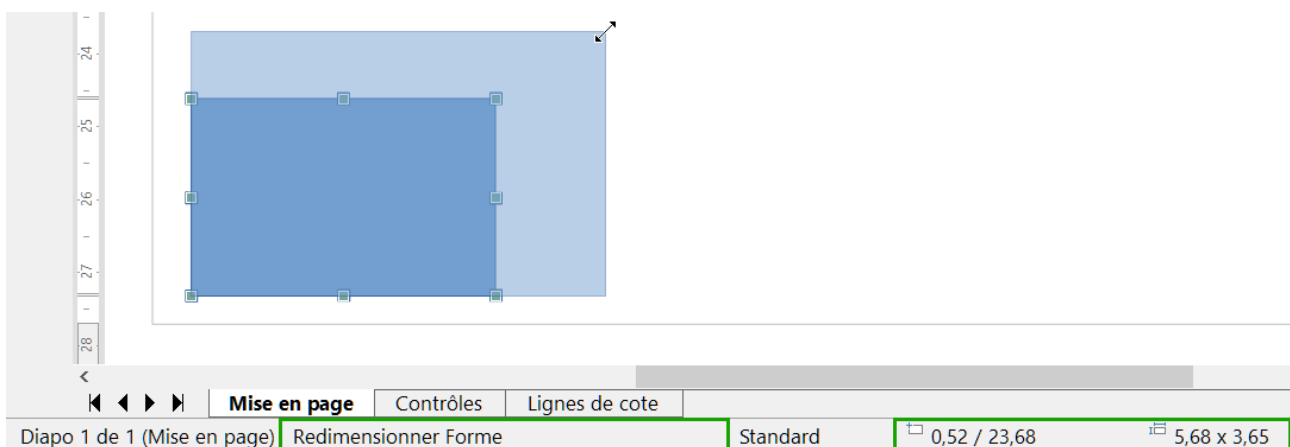 24
25
26
27
28
Mise en page Contrôles Lignes de cote
Diapo 1 de 1 (Mise en page) Redimensionner Forme Standard 0,52 / 23,68 5,68 x 3,65